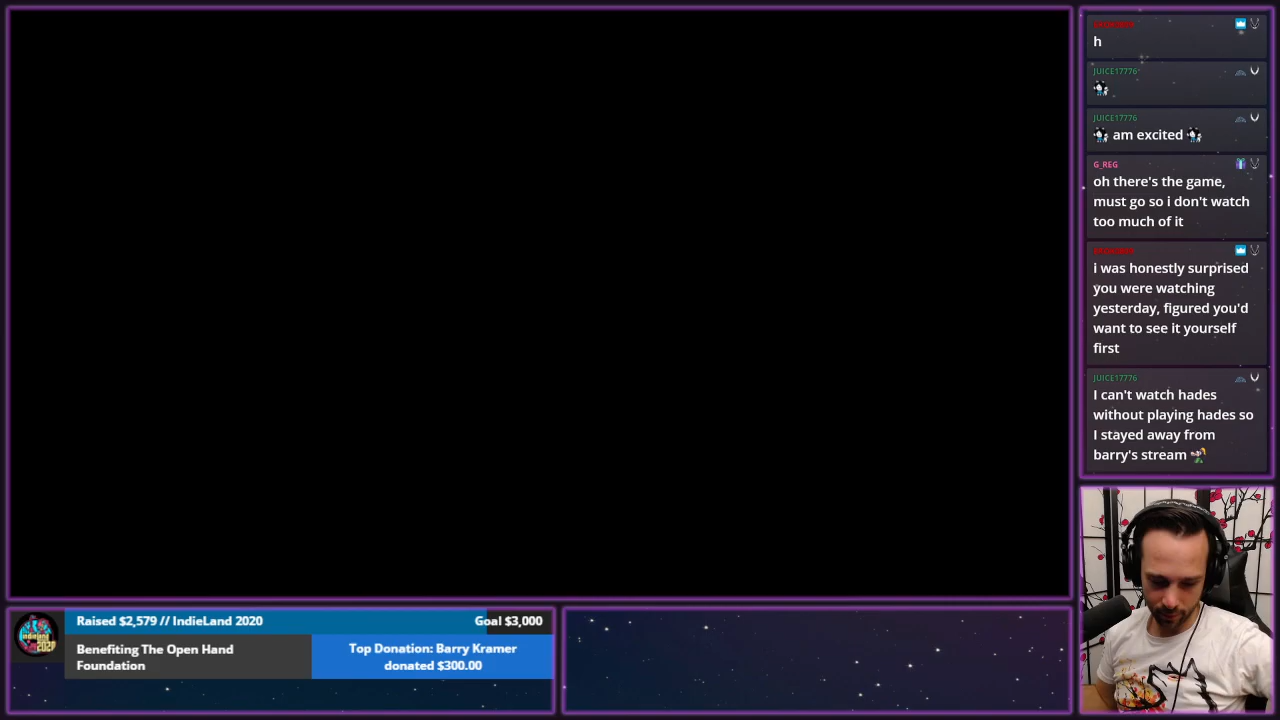 h
JUICE17776
JUICE17776
am excited
G_REG
oh there's the game,
must go so i don't watch
too much of it
i was honestly surprised
you were watching
yesterday, figured you'd
want to see it yourself
first
JUICE17776
I can't watch hades
without playing hades so
I stayed away from
barry's stream
Raised $2,579 // IndieLand 2020
Goal $3,000
indieland
2020
Benefiting The Open Hand
Foundation
Top Donation: Barry Kramer
donated $300.00